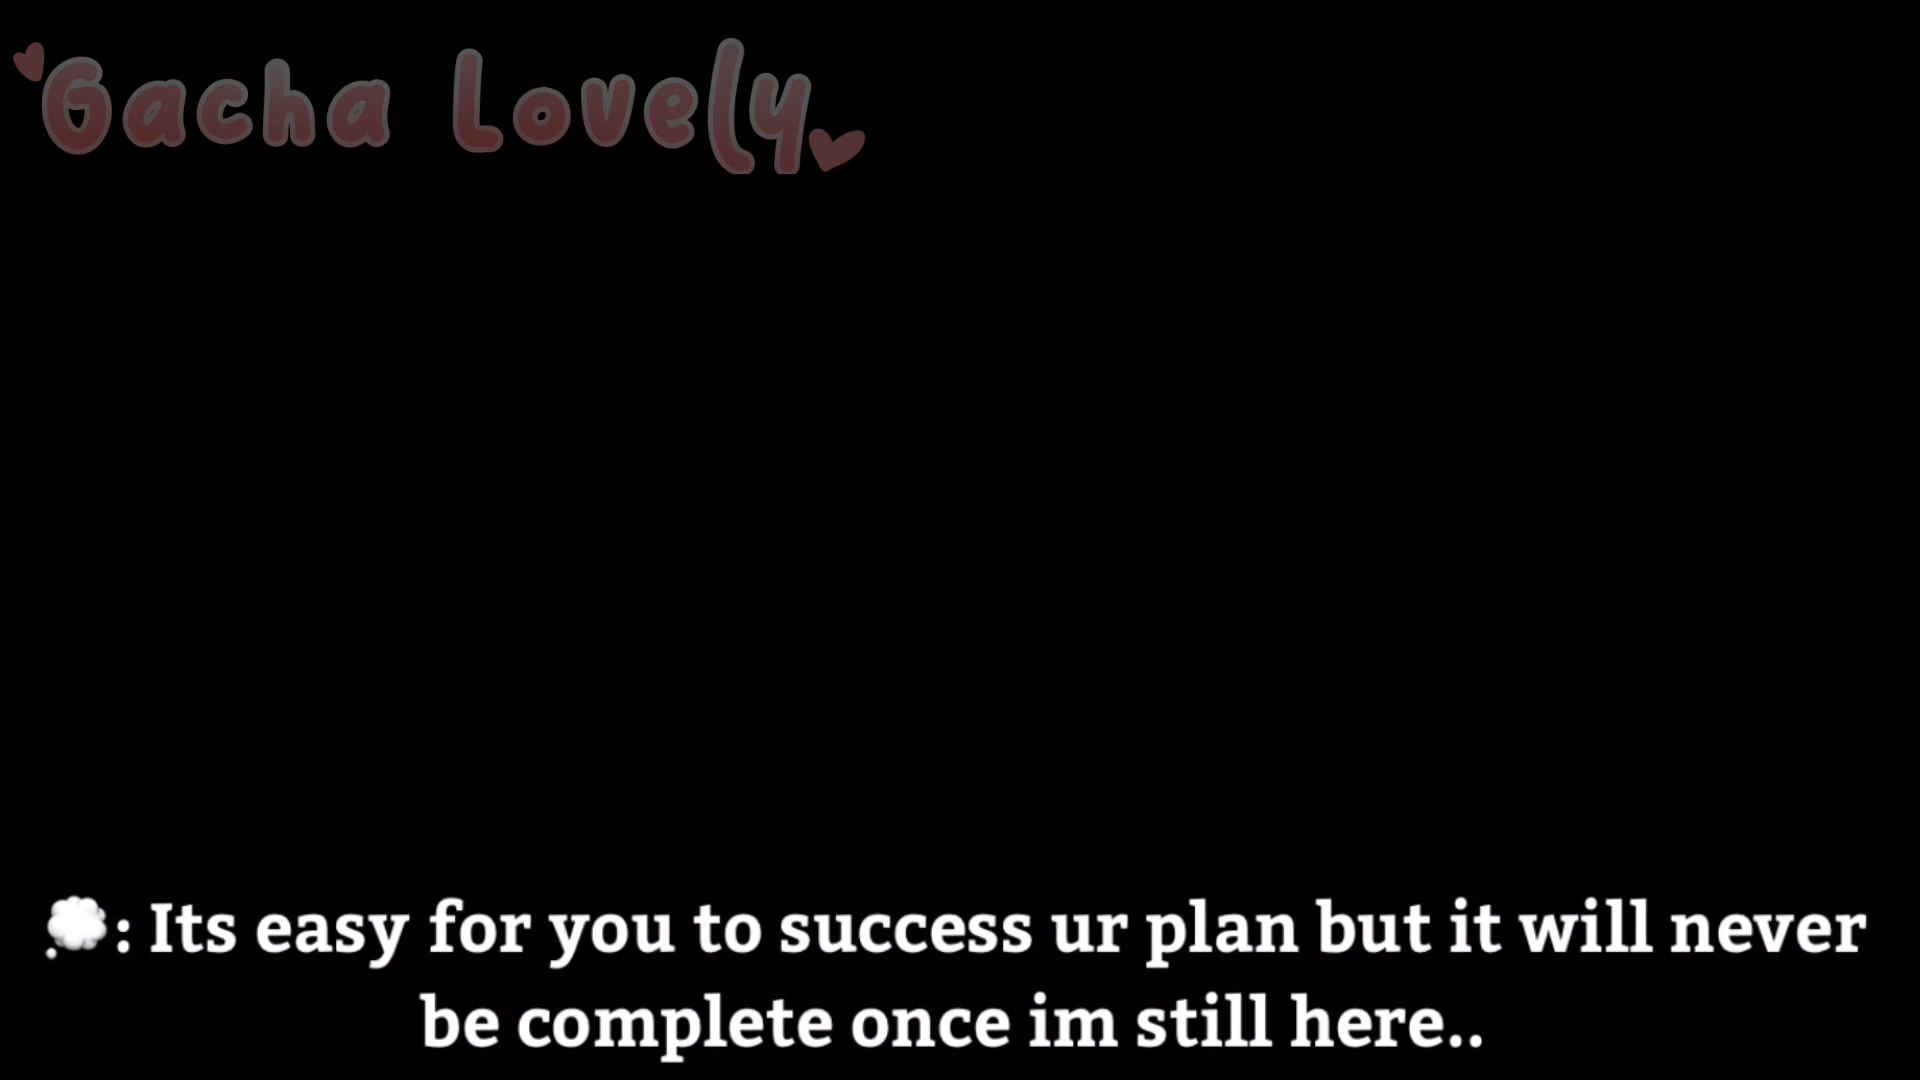 Gacha Lovely
💭: Its easy for you to success ur plan but it will never
be complete once im still here..